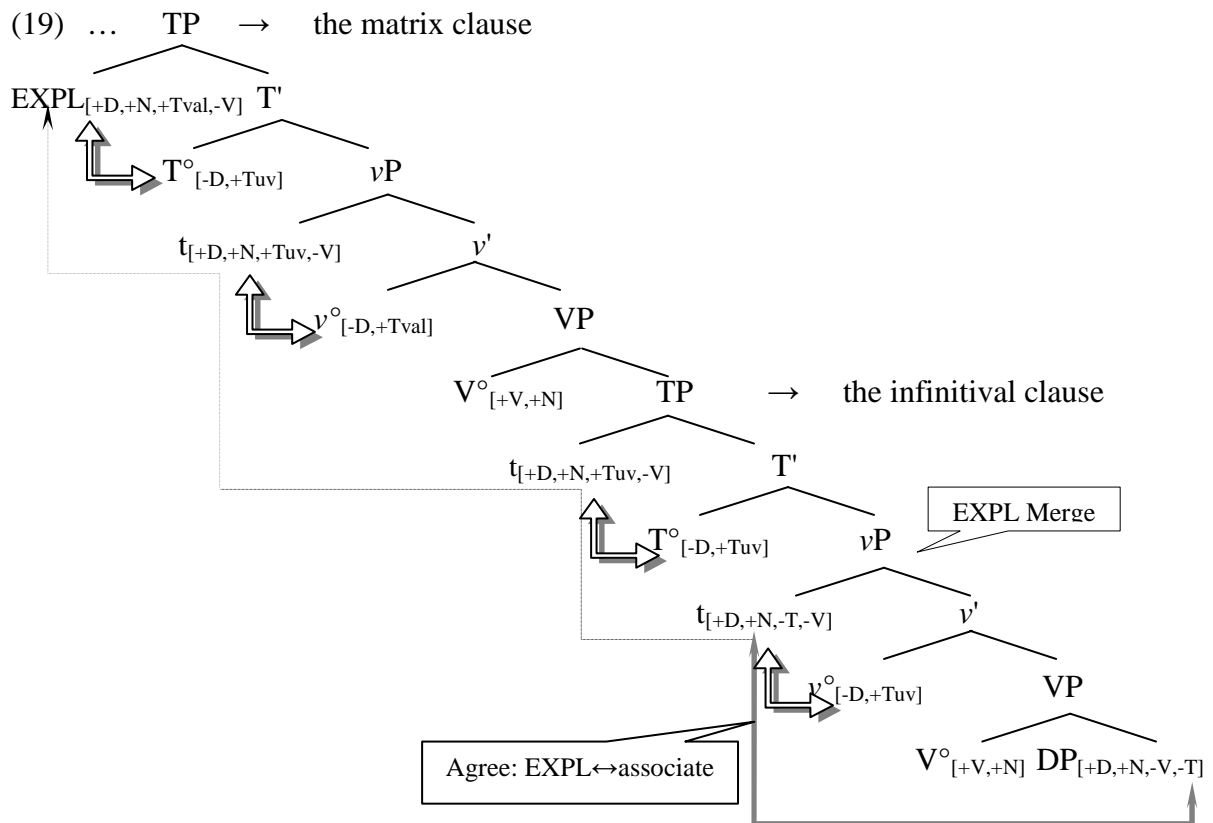 (19) … TP → the matrix clause
EXPL[+D,+N,+Tval,-V] T'
T°[-D,+Tuv] vP
t[+D,+N,+Tuv,-V] v'
v°[-D,+Tval] VP
V°[+V,+N] TP → the infinitival clause
t[+D,+N,+Tuv,-V] T'
EXPL Merge
T°[-D,+Tuv] vP
t[+D,+N,-T,-V] v'
v°[-D,+Tuv] VP
Agree: EXPL↔associate
V°[+V,+N] DP[+D,+N,-V,-T]